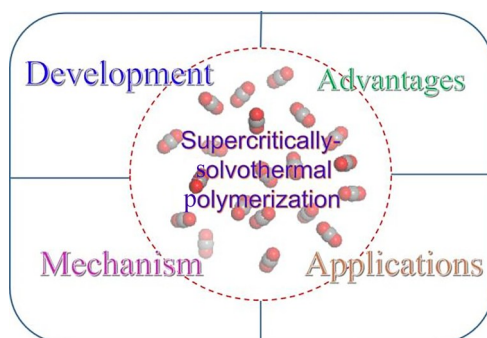 Development
Advantages
Supercritically-
solvothermal
polymerization
Mechanism
Applications